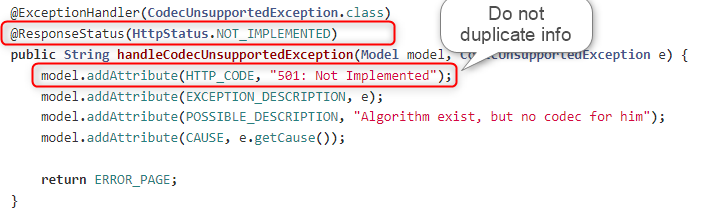 @ExceptionHandler(CodecUnsupportedException.class)
@ResponseStatus(HttpStatus.NOT_IMPLEMENTED)
public String handleCodecUnsupportedException(Model model, CodecUnsupportedException e) {
model.addAttribute(HTTP_CODE, "501: Not Implemented");
model.addAttribute(EXCEPTION_DESCRIPTION, e);
model.addAttribute(POSSIBLE_DESCRIPTION, "Algorithm exist, but no codec for him");
model.addAttribute(CAUSE, e.getCause());
return ERROR_PAGE;
}
Do not
duplicate info